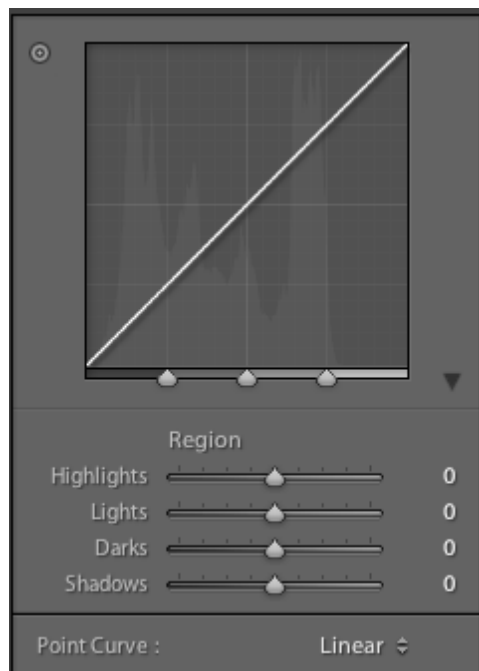 Region
Highlights 0
Lights 0
Darks 0
Shadows 0
Point Curve : Linear